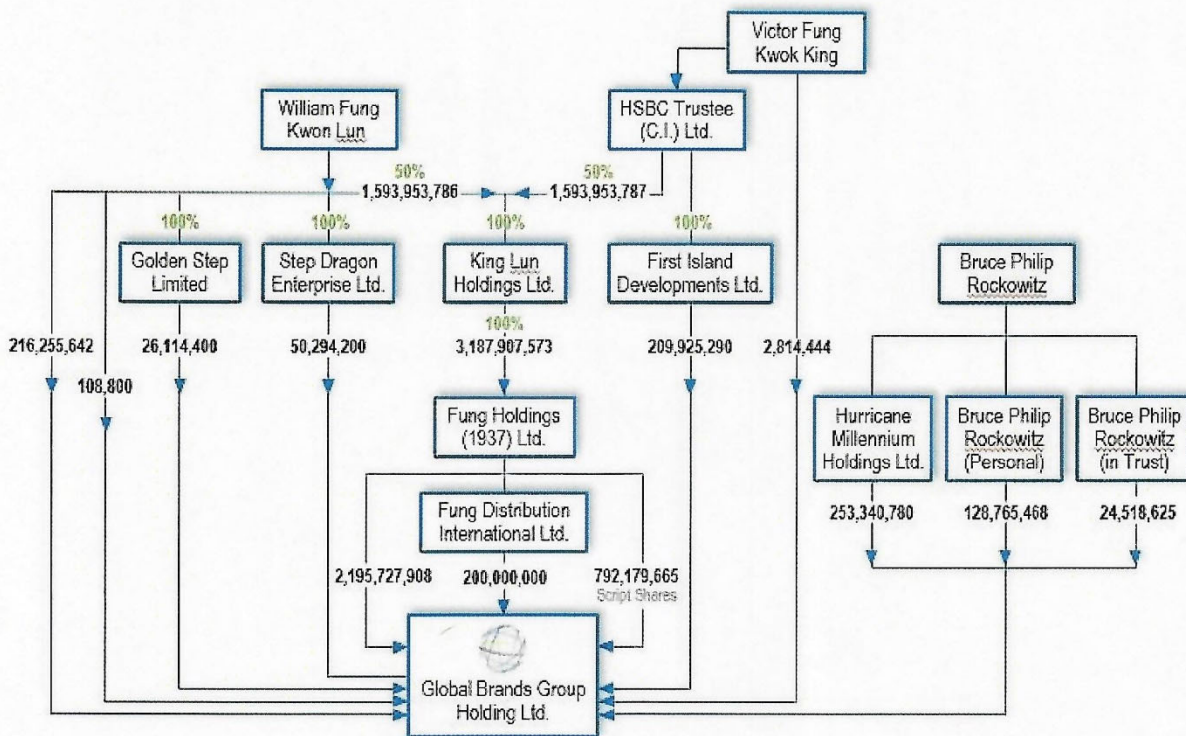 Victor Fung
Kwok King
William Fung
Kwon Lun
HSBC Trustee
(C.I.) Ltd.
50%
1,593,953,786
50%
1,593,953,787
100%
100%
100%
100%
Golden Step
Limited
Step Dragon
Enterprise Ltd.
King Lun
Holdings Ltd.
First Island
Developments Ltd.
Bruce Philip
Rockowitz
100%
216,255,642
108,800
26,114,400
50,294,200
3,187,907,573
209,925,290
2,814,444
Fung Holdings
(1937) Ltd.
Hurricane
Millennium
Holdings Ltd.
Bruce Philip
Rockowitz
(Personal)
Bruce Philip
Rockowitz
(in Trust)
253,340,780
128,765,468
24,518,625
Fung Distribution
International Ltd.
2,195,727,908
200,000,000
792,179,665
Script Shares
Global Brands Group
Holding Ltd.